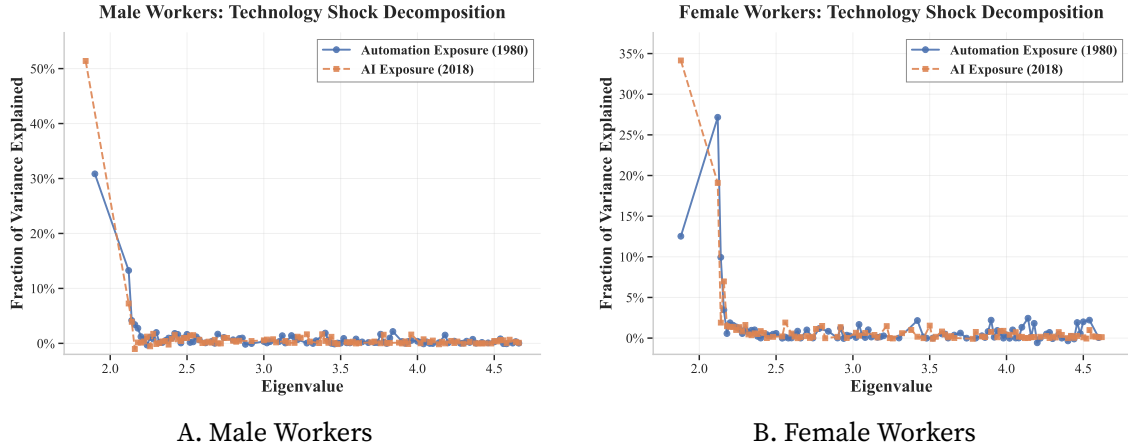 Male Workers: Technology Shock Decomposition
Automation Exposure (1980)
AI Exposure (2018)
50%
40%
30%
20%
10%
0%
Fraction of Variance Explained
2.0 2.5 3.0 3.5 4.0 4.5
Eigenvalue
A. Male Workers
Female Workers: Technology Shock Decomposition
Automation Exposure (1980)
AI Exposure (2018)
35%
30%
25%
20%
15%
10%
5%
0%
Fraction of Variance Explained
2.0 2.5 3.0 3.5 4.0 4.5
Eigenvalue
B. Female Workers